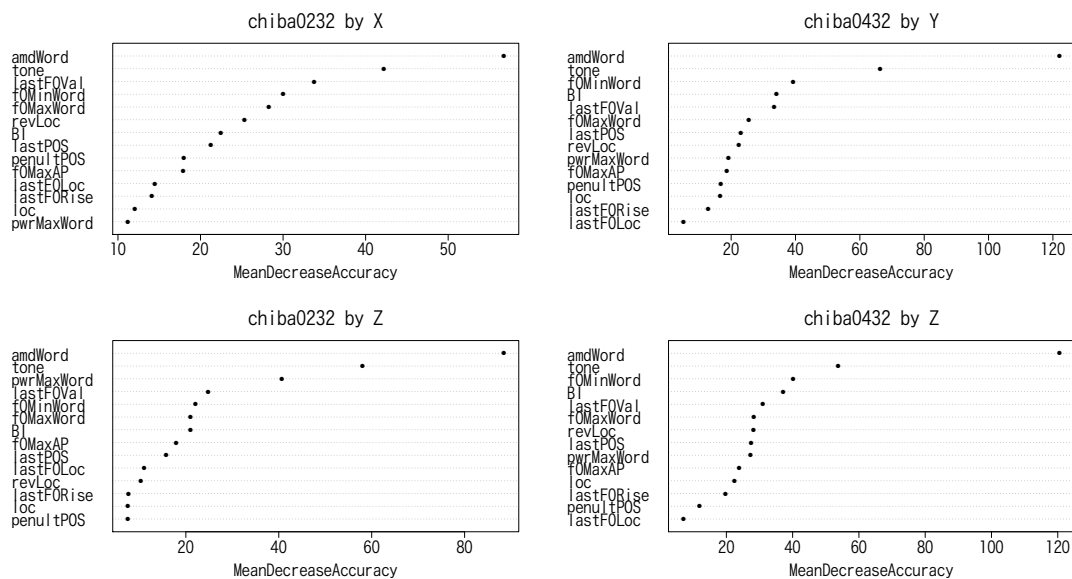 chiba0232 by X
amdWord
tone
lastF0Val
f0MinWord
f0MaxWord
revLoc
BI
lastPOS
penultPOS
f0MaxAP
lastF0Loc
lastF0Rise
loc
pwrMaxWord
10 20 30 40 50
MeanDecreaseAccuracy
chiba0432 by Y
amdWord
tone
f0MinWord
BI
lastF0Val
f0MaxWord
lastPOS
revLoc
pwrMaxWord
f0MaxAP
penultPOS
loc
lastF0Rise
lastF0Loc
20 40 60 80 100 120
MeanDecreaseAccuracy
chiba0232 by Z
amdWord
tone
pwrMaxWord
lastF0Val
f0MinWord
f0MaxWord
BI
f0MaxAP
lastPOS
lastF0Loc
revLoc
lastF0Rise
loc
penultPOS
20 40 60 80
MeanDecreaseAccuracy
chiba0432 by Z
amdWord
tone
f0MinWord
BI
lastF0Val
f0MaxWord
revLoc
lastPOS
pwrMaxWord
f0MaxAP
loc
lastF0Rise
penultPOS
lastF0Loc
20 40 60 80 100 120
MeanDecreaseAccuracy